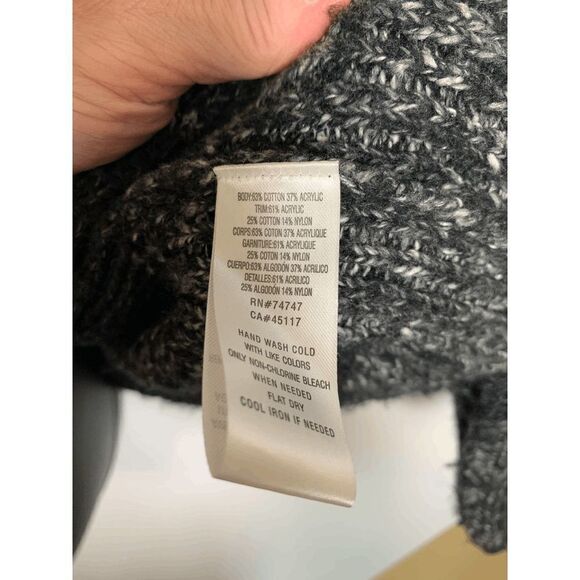 BODY:63% COTTON 37% ACRYLIC
TRIM:61% ACRYLIC
25% COTTON 14% NYLON
CORPS:63% COTON 37% ACRYLIQUE
GARNITURE:61% ACRYLIQUE
25% COTON 14% NYLON
CUERPO:63% ALGODÓN 37% ACRILICO
DETALLES:61% ACRILICO
25% ALGODÓN 14% NYLON
RN#74747
CA#45117
HAND WASH COLD
WITH LIKE COLORS
ONLY NON-CHLORINE BLEACH
WHEN NEEDED
FLAT DRY
COOL IRON IF NEEDED